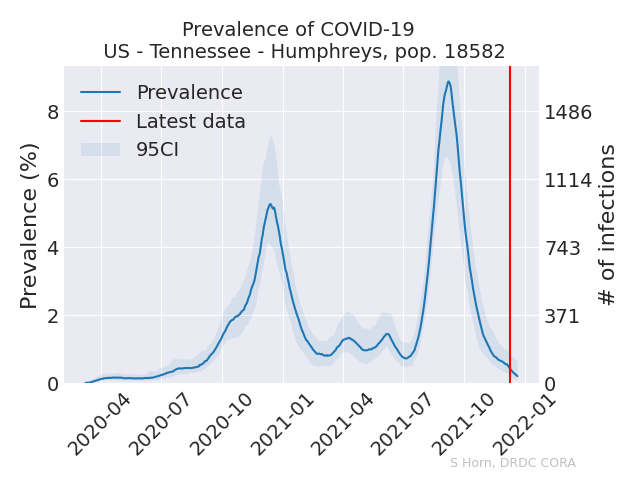 Prevalence of COVID-19
US - Tennessee - Humphreys, pop. 18582
Prevalence
Latest data
95CI
Prevalence (%)
8
6
4
2
0
1486
1114
743
371
0
# of infections
2020-04
2020-07
2020-10
2021-01
2021-04
2021-07
2021-10
2022-01
S Horn, DRDC CORA